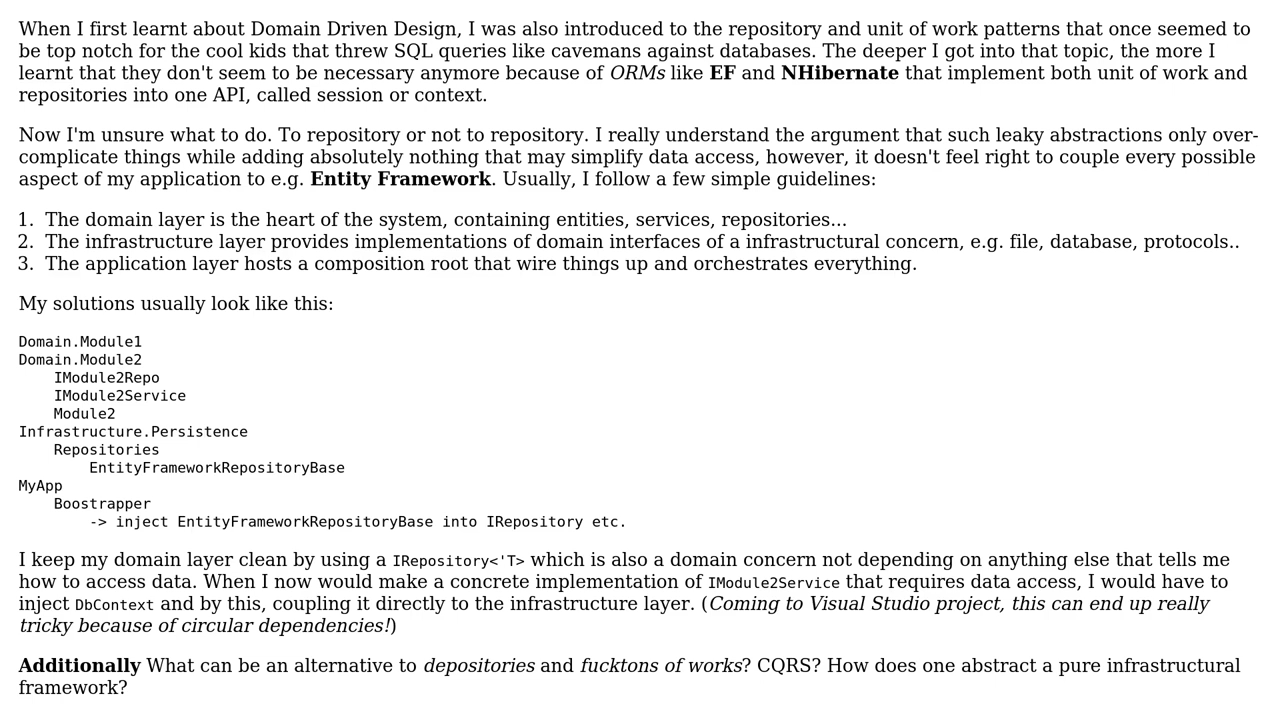 When I first learnt about Domain Driven Design, I was also introduced to the repository and unit of work patterns that once seemed to
be top notch for the cool kids that threw SQL queries like cavemans against databases. The deeper I got into that topic, the more I
learnt that they don't seem to be necessary anymore because of ORMs like EF and NHibernate that implement both unit of work and
repositories into one API, called session or context.
Now I'm unsure what to do. To repository or not to repository. I really understand the argument that such leaky abstractions only over-
complicate things while adding absolutely nothing that may simplify data access, however, it doesn't feel right to couple every possible
aspect of my application to e.g. Entity Framework. Usually, I follow a few simple guidelines:
1. The domain layer is the heart of the system, containing entities, services, repositories...
2. The infrastructure layer provides implementations of domain interfaces of a infrastructural concern, e.g. file, database, protocols..
3. The application layer hosts a composition root that wire things up and orchestrates everything.
My solutions usually look like this:
Domain.Module1
Domain.Module2
    IModule2Repo
    IModule2Service
    Module2
Infrastructure.Persistence
    Repositories
        EntityFrameworkRepositoryBase
MyApp
    Boostrapper
        -> inject EntityFrameworkRepositoryBase into IRepository etc.
I keep my domain layer clean by using a IRepository<'T> which is also a domain concern not depending on anything else that tells me
how to access data. When I now would make a concrete implementation of IModule2Service that requires data access, I would have to
inject DbContext and by this, coupling it directly to the infrastructure layer. (Coming to Visual Studio project, this can end up really
tricky because of circular dependencies!)
Additionally What can be an alternative to depositories and fucktons of works? CQRS? How does one abstract a pure infrastructural
framework?